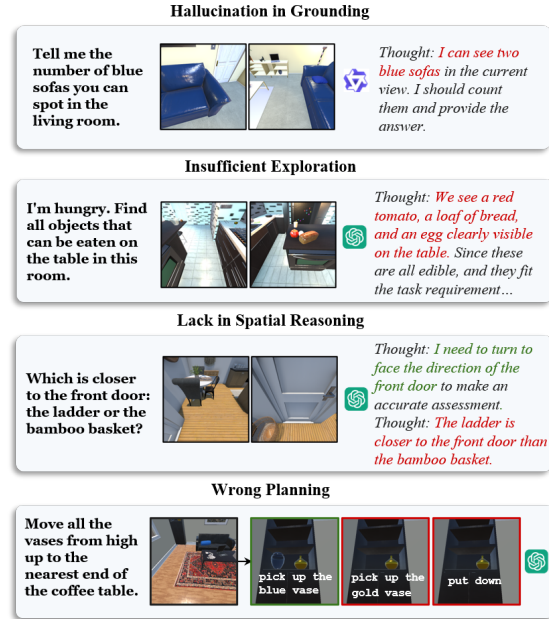 Hallucination in Grounding
Tell me the
number of blue
sofas you can
spot in the
living room.
Thought: I can see two
blue sofas in the current
view. I should count
them and provide the
answer.
Insufficient Exploration
I'm hungry. Find
all objects that
can be eaten on
the table in this
room.
Thought: We see a red
tomato, a loaf of bread,
and an egg clearly visible
on the table. Since these
are all edible, and they fit
the task requirement…
Lack in Spatial Reasoning
Which is closer
to the front door:
the ladder or the
bamboo basket?
Thought: I need to turn to
face the direction of the
front door to make an
accurate assessment.
Thought: The ladder is
closer to the front door than
the bamboo basket.
Wrong Planning
Move all the
vases from high
up to the
nearest end of
the coffee table.
pick up the
blue vase
pick up the
gold vase
put down